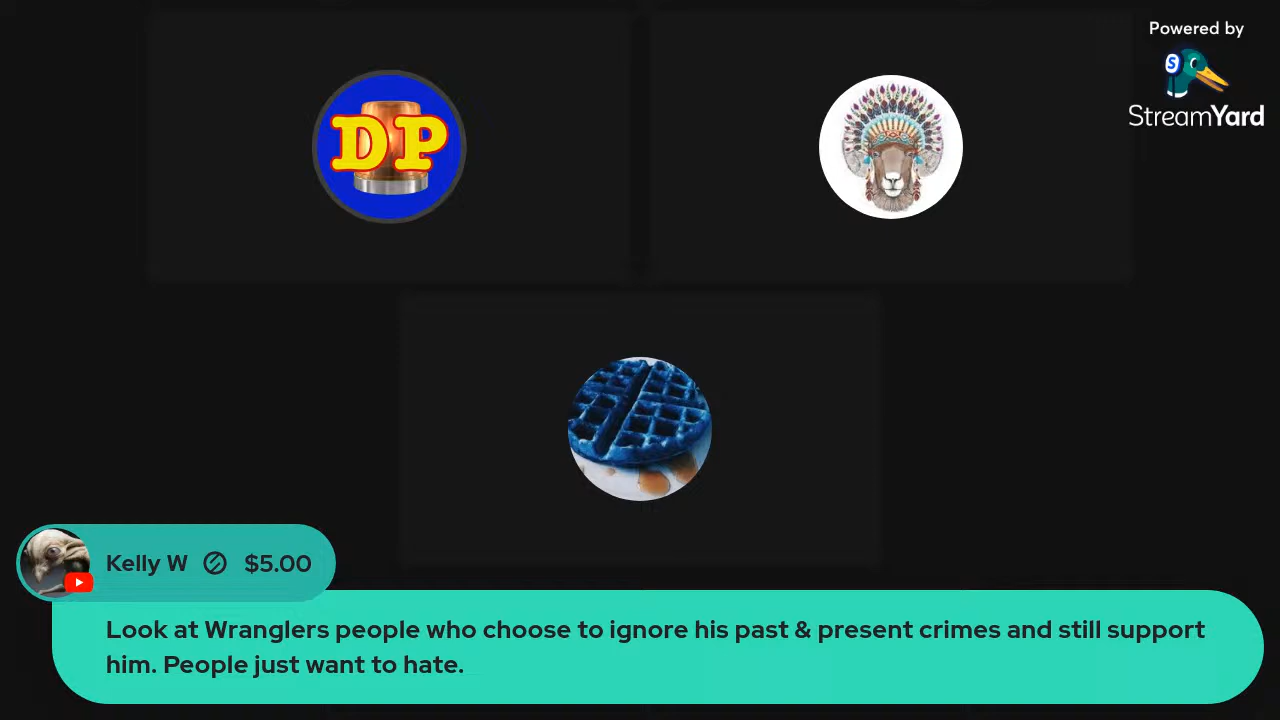 Powered by
S
StreamYard
DP
Kelly W $5.00
Look at Wranglers people who choose to ignore his past & present crimes and still support
him. People just want to hate.